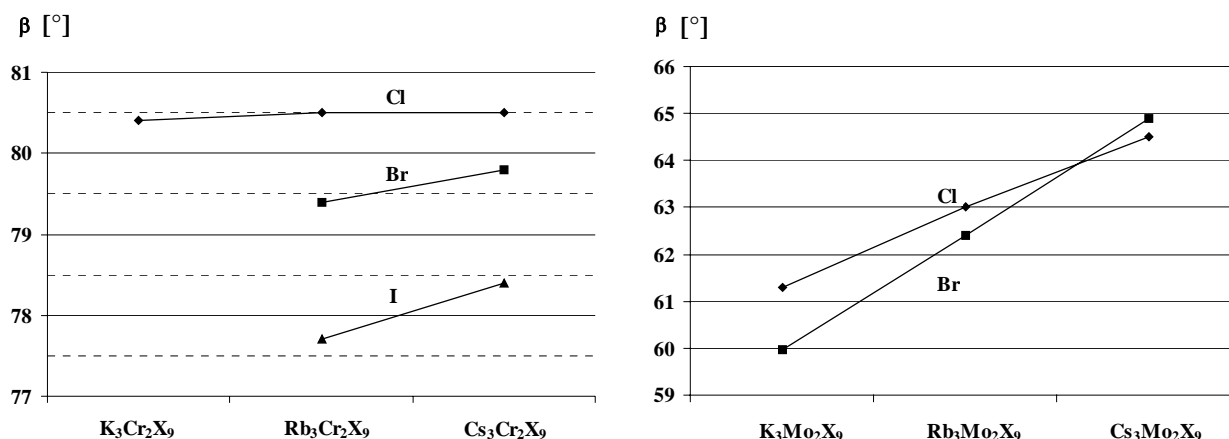 β [°]
81
80
79
78
77
Cl
Br
I
K₃Cr₂X₉
Rb₃Cr₂X₉
Cs₃Cr₂X₉
β [°]
66
65
64
63
62
61
60
59
Cl
Br
K₃Mo₂X₉
Rb₃Mo₂X₉
Cs₃Mo₂X₉